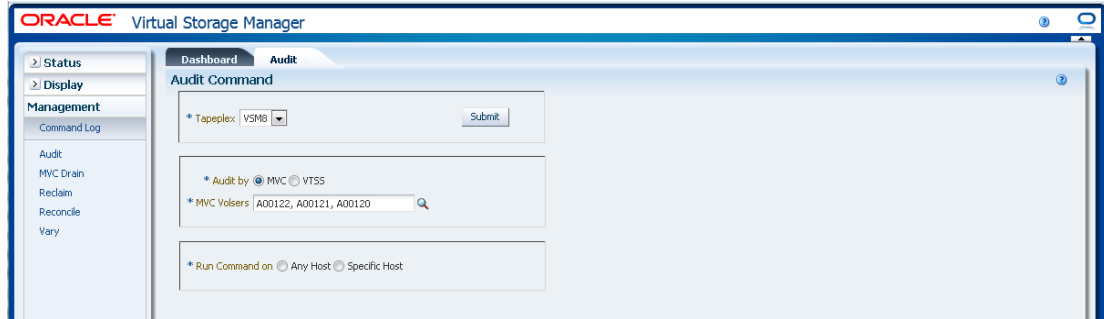 ORACLE® Virtual Storage Manager
Status
Display
Management
Command Log
Audit
MVC Drain
Reclaim
Reconcile
Vary
Dashboard Audit
Audit Command
* Tapeplex VSM8 Submit
* Audit by MVC VTSS
* MVC Volsers A00122, A00121, A00120
* Run Command on Any Host Specific Host